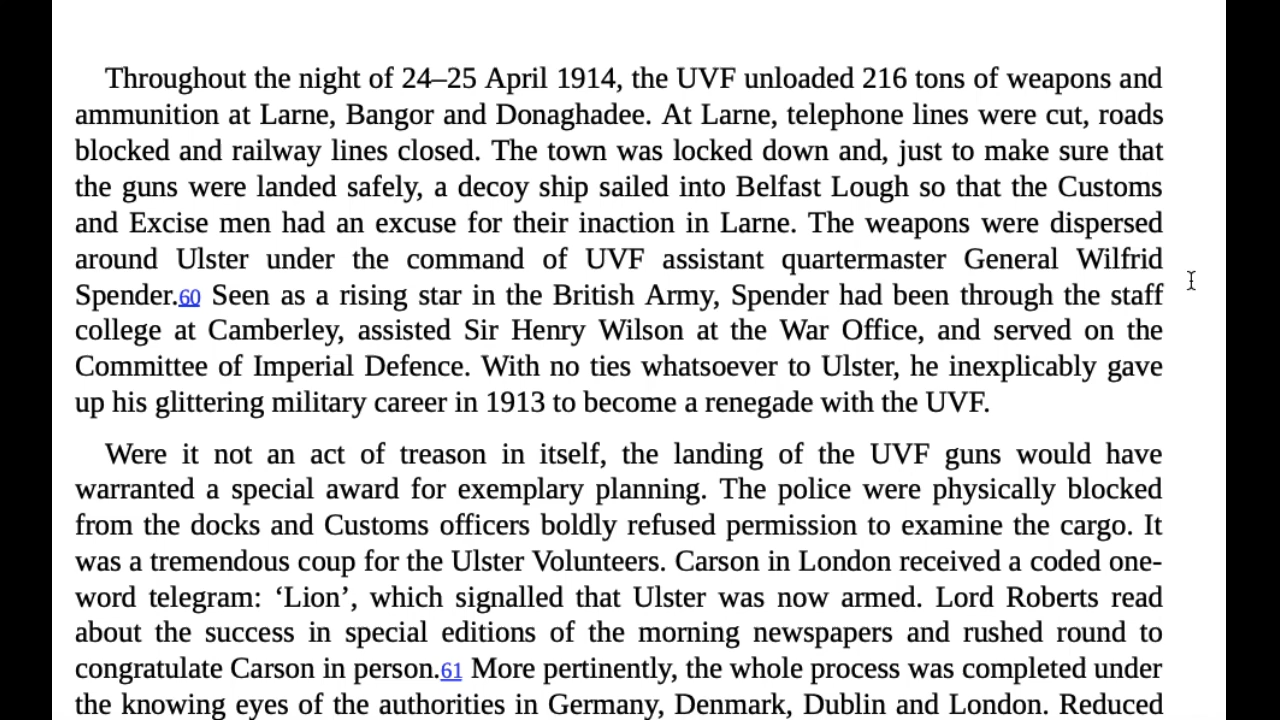 Throughout the night of 24–25 April 1914, the UVF unloaded 216 tons of weapons and
ammunition at Larne, Bangor and Donaghadee. At Larne, telephone lines were cut, roads
blocked and railway lines closed. The town was locked down and, just to make sure that
the guns were landed safely, a decoy ship sailed into Belfast Lough so that the Customs
and Excise men had an excuse for their inaction in Larne. The weapons were dispersed
around Ulster under the command of UVF assistant quartermaster General Wilfrid
Spender.60 Seen as a rising star in the British Army, Spender had been through the staff
college at Camberley, assisted Sir Henry Wilson at the War Office, and served on the
Committee of Imperial Defence. With no ties whatsoever to Ulster, he inexplicably gave
up his glittering military career in 1913 to become a renegade with the UVF.
Were it not an act of treason in itself, the landing of the UVF guns would have
warranted a special award for exemplary planning. The police were physically blocked
from the docks and Customs officers boldly refused permission to examine the cargo. It
was a tremendous coup for the Ulster Volunteers. Carson in London received a coded one-
word telegram: ‘Lion’, which signalled that Ulster was now armed. Lord Roberts read
about the success in special editions of the morning newspapers and rushed round to
congratulate Carson in person.61 More pertinently, the whole process was completed under
the knowing eyes of the authorities in Germany, Denmark, Dublin and London. Reduced